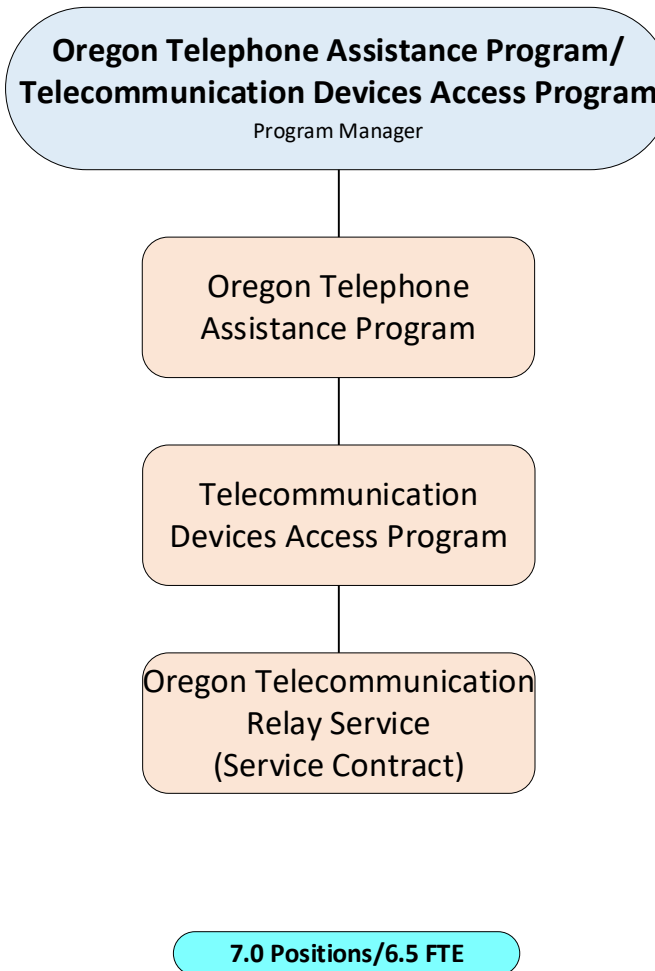 Oregon Telephone Assistance Program/
Telecommunication Devices Access Program
Program Manager
Oregon Telephone
Assistance Program
Telecommunication
Devices Access Program
Oregon Telecommunication
Relay Service
(Service Contract)
7.0 Positions/6.5 FTE